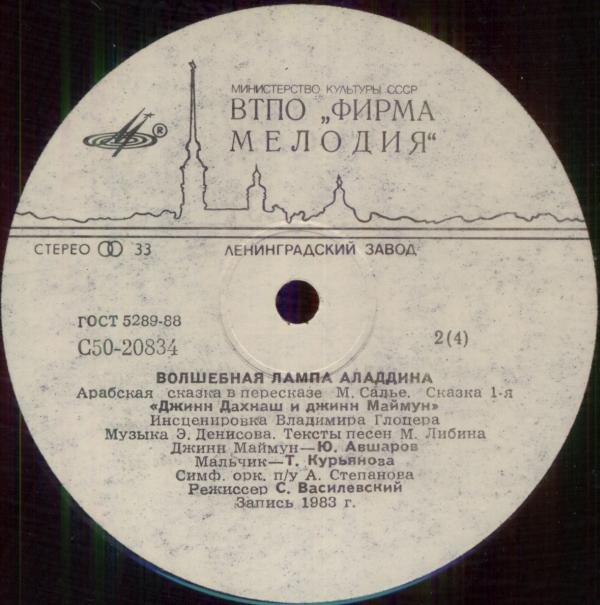 МИНИСТЕРСТВО КУЛЬТУРЫ СССР
ВТПО „ФИРМА
МЕЛОДИЯ“
®
СТЕРЕО 33
ЛЕНИНГРАДСКИЙ ЗАВОД
ГОСТ 5289-88
С50-20834
2(4)
ВОЛШЕБНАЯ ЛАМПА АЛАДДИНА
Арабская сказка в пересказе М. Салье. Сказка 1-я
«Джинн Дахнаш и джинн Маймун»
Инсценировка Владимира Глоцера
Музыка Э. Денисова. Тексты песен М. Либина
Джинн Маймун—Ю. Авшаров
Мальчик—Т. Курьянова
Симф. орк. п/у А. Степанова
Режиссер С. Василевский
Запись 1983 г.